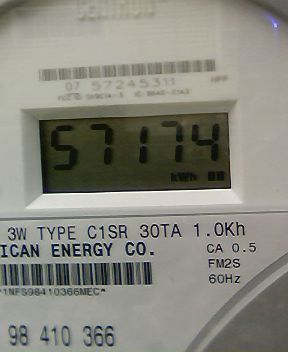 CENTRON
07 57245311
57174
kWh
3W TYPE C1SR 30TA 1.0Kh
ICAN ENERGY CO.
CA 0.5
FM2S
60Hz
*1NFS98410366MEC*
98 410 366